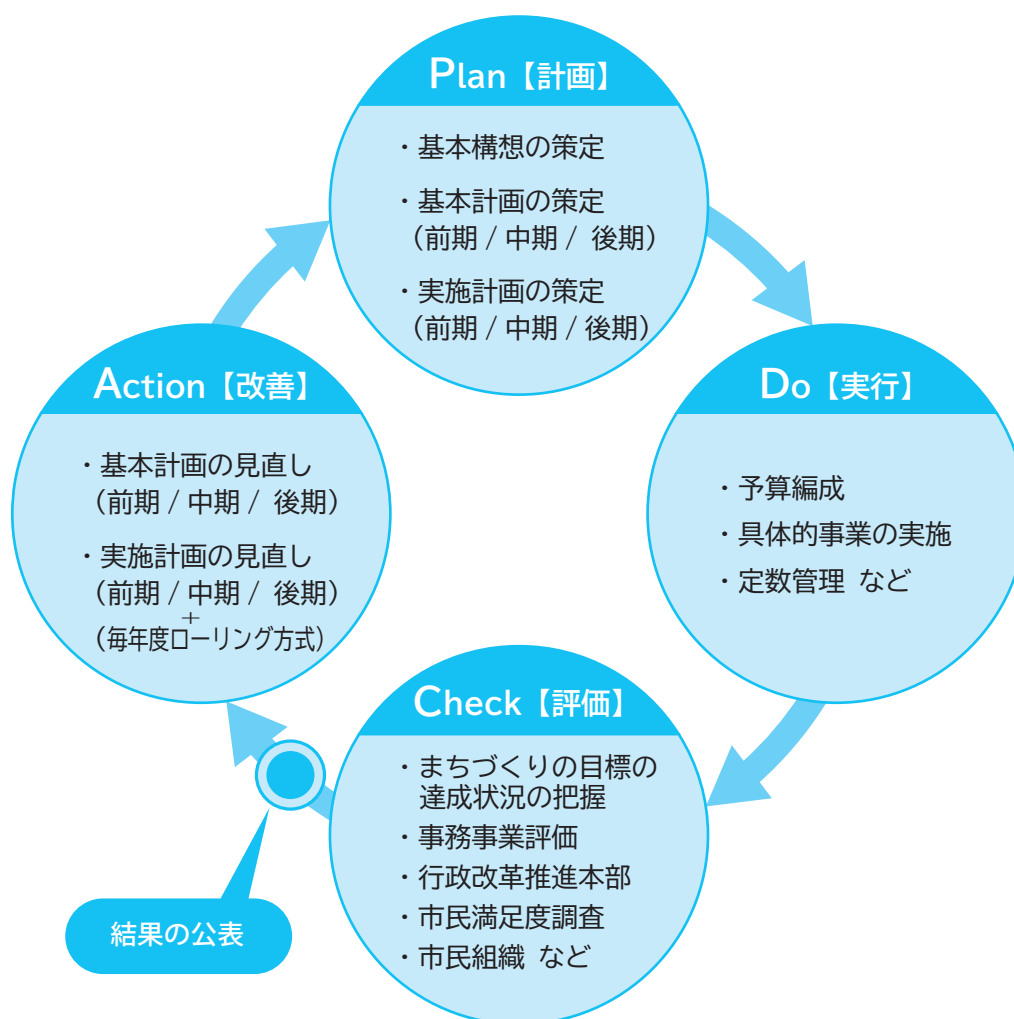 Plan【計画】
・基本構想の策定
・基本計画の策定
（前期 / 中期 / 後期）
・実施計画の策定
（前期 / 中期 / 後期）
Do【実行】
・予算編成
・具体的事業の実施
・定数管理 など
Check【評価】
・まちづくりの目標の
達成状況の把握
・事務事業評価
・行政改革推進本部
・市民満足度調査
・市民組織 など
結果の公表
Action【改善】
・基本計画の見直し
（前期 / 中期 / 後期）
・実施計画の見直し
（前期 / 中期 / 後期）
+
（毎年度ローリング方式）